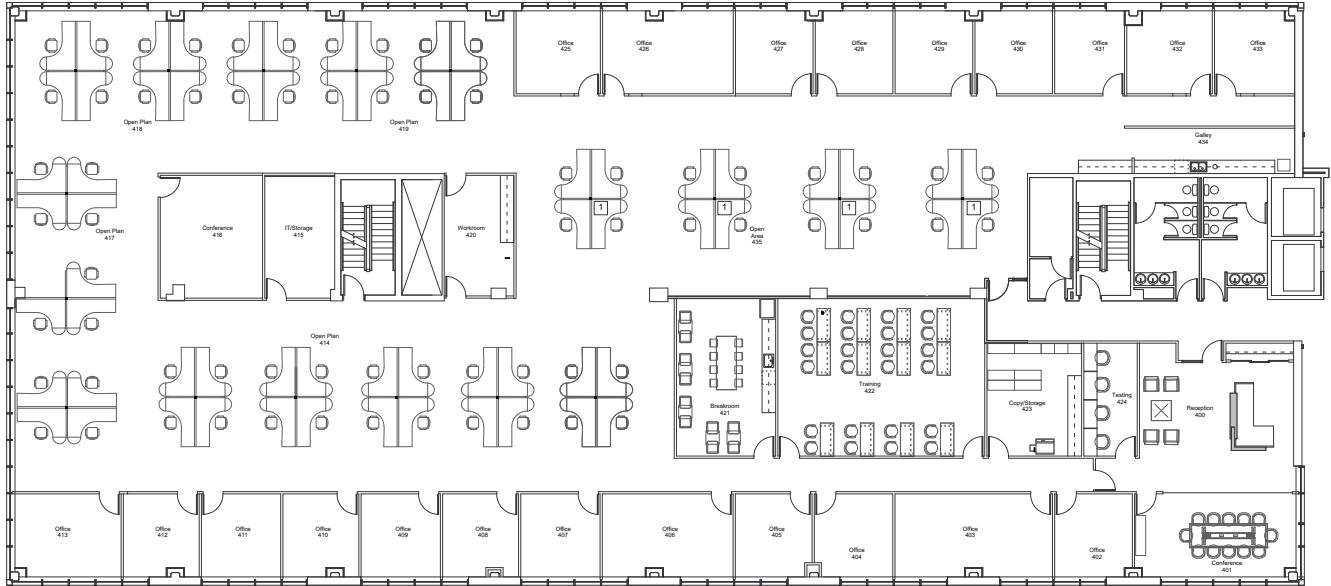 Office
425
Office
426
Office
427
Office
428
Office
429
Office
430
Office
431
Office
432
Office
433
Open Plan
418
Open Plan
419
Galley
434
Conference
416
IT/Storage
415
Workroom
420
Open Plan
417
1
1
1
1
Open
Area
435
Open Plan
414
Breakroom
421
Training
422
Copy/Storage
423
Testing
424
Reception
400
Office
413
Office
412
Office
411
Office
410
Office
409
Office
408
Office
407
Office
406
Office
405
Office
404
Office
403
Office
402
Conference
401